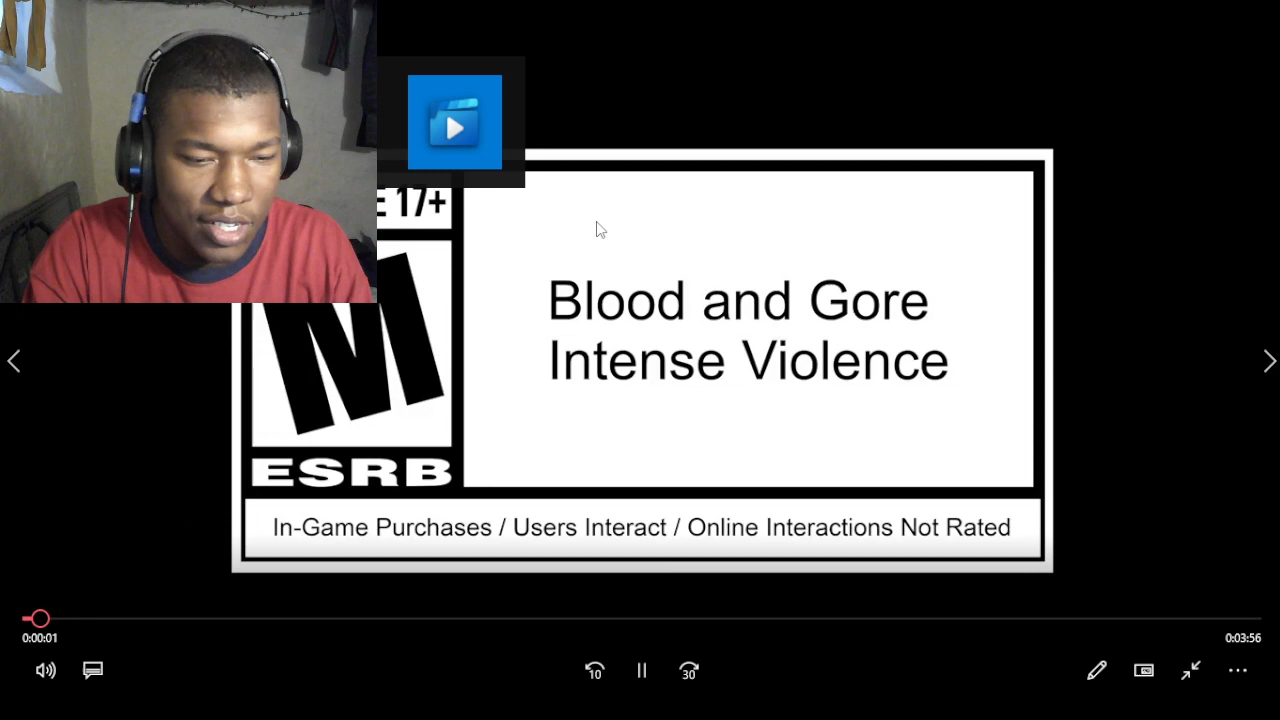 E 17+
M
ESRB
Blood and Gore
Intense Violence
In-Game Purchases / Users Interact / Online Interactions Not Rated
0:00:01
0:03:56
10
30